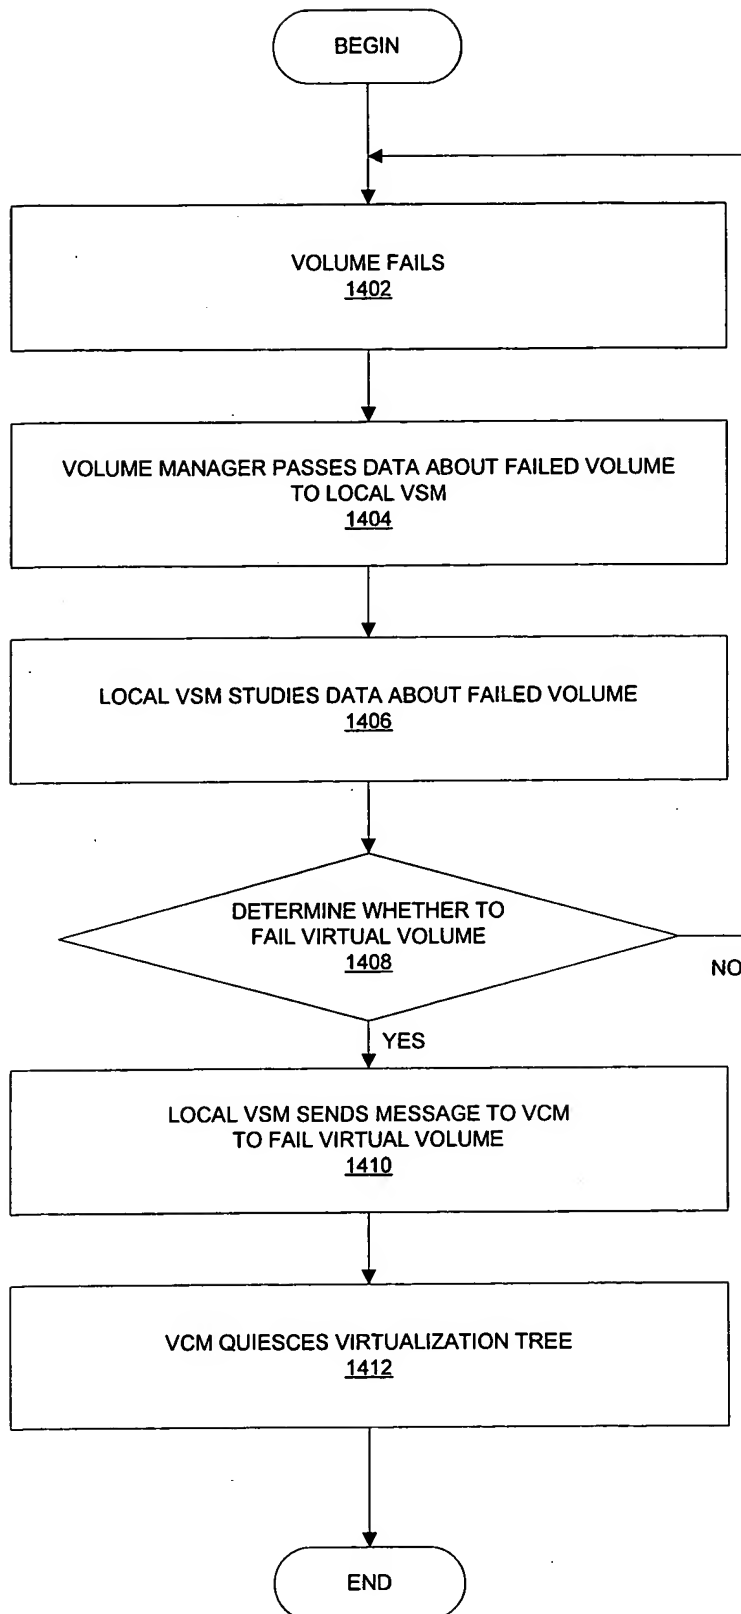 BEGIN
VOLUME FAILS
1402
VOLUME MANAGER PASSES DATA ABOUT FAILED VOLUME
TO LOCAL VSM
1404
LOCAL VSM STUDIES DATA ABOUT FAILED VOLUME
1406
DETERMINE WHETHER TO
FAIL VIRTUAL VOLUME
1408
NO
YES
LOCAL VSM SENDS MESSAGE TO VCM
TO FAIL VIRTUAL VOLUME
1410
VCM QUIESCES VIRTUALIZATION TREE
1412
END